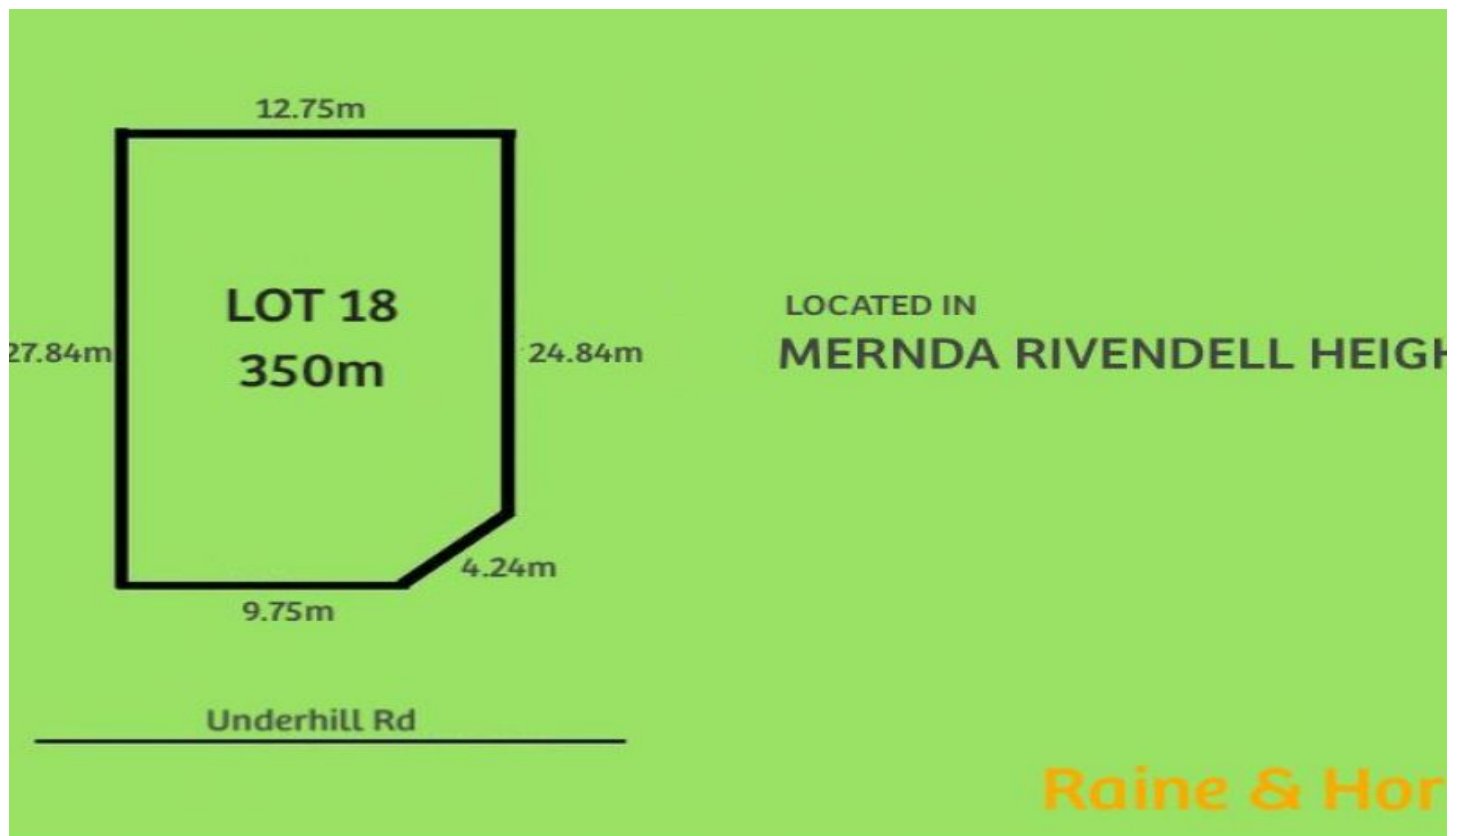 12.75m
LOT 18
350m
27.84m
24.84m
4.24m
9.75m
Underhill Rd
LOCATED IN
MERNDA RIVENDELL
Raine &